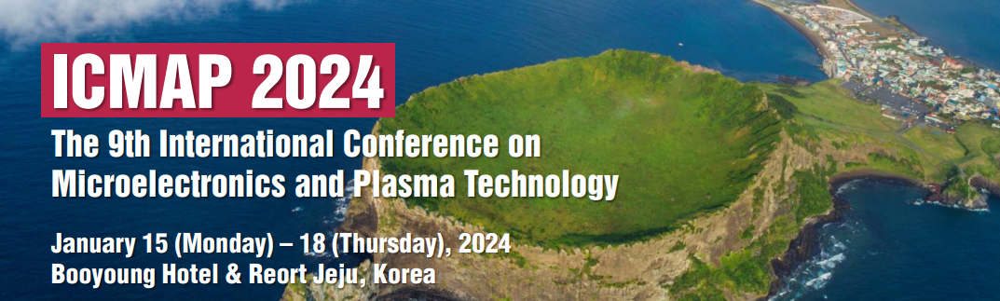 ICMAP 2024
The 9th International Conference on
Microelectronics and Plasma Technology
January 15 (Monday) – 18 (Thursday), 2024
Booyoung Hotel & Reort Jeju, Korea